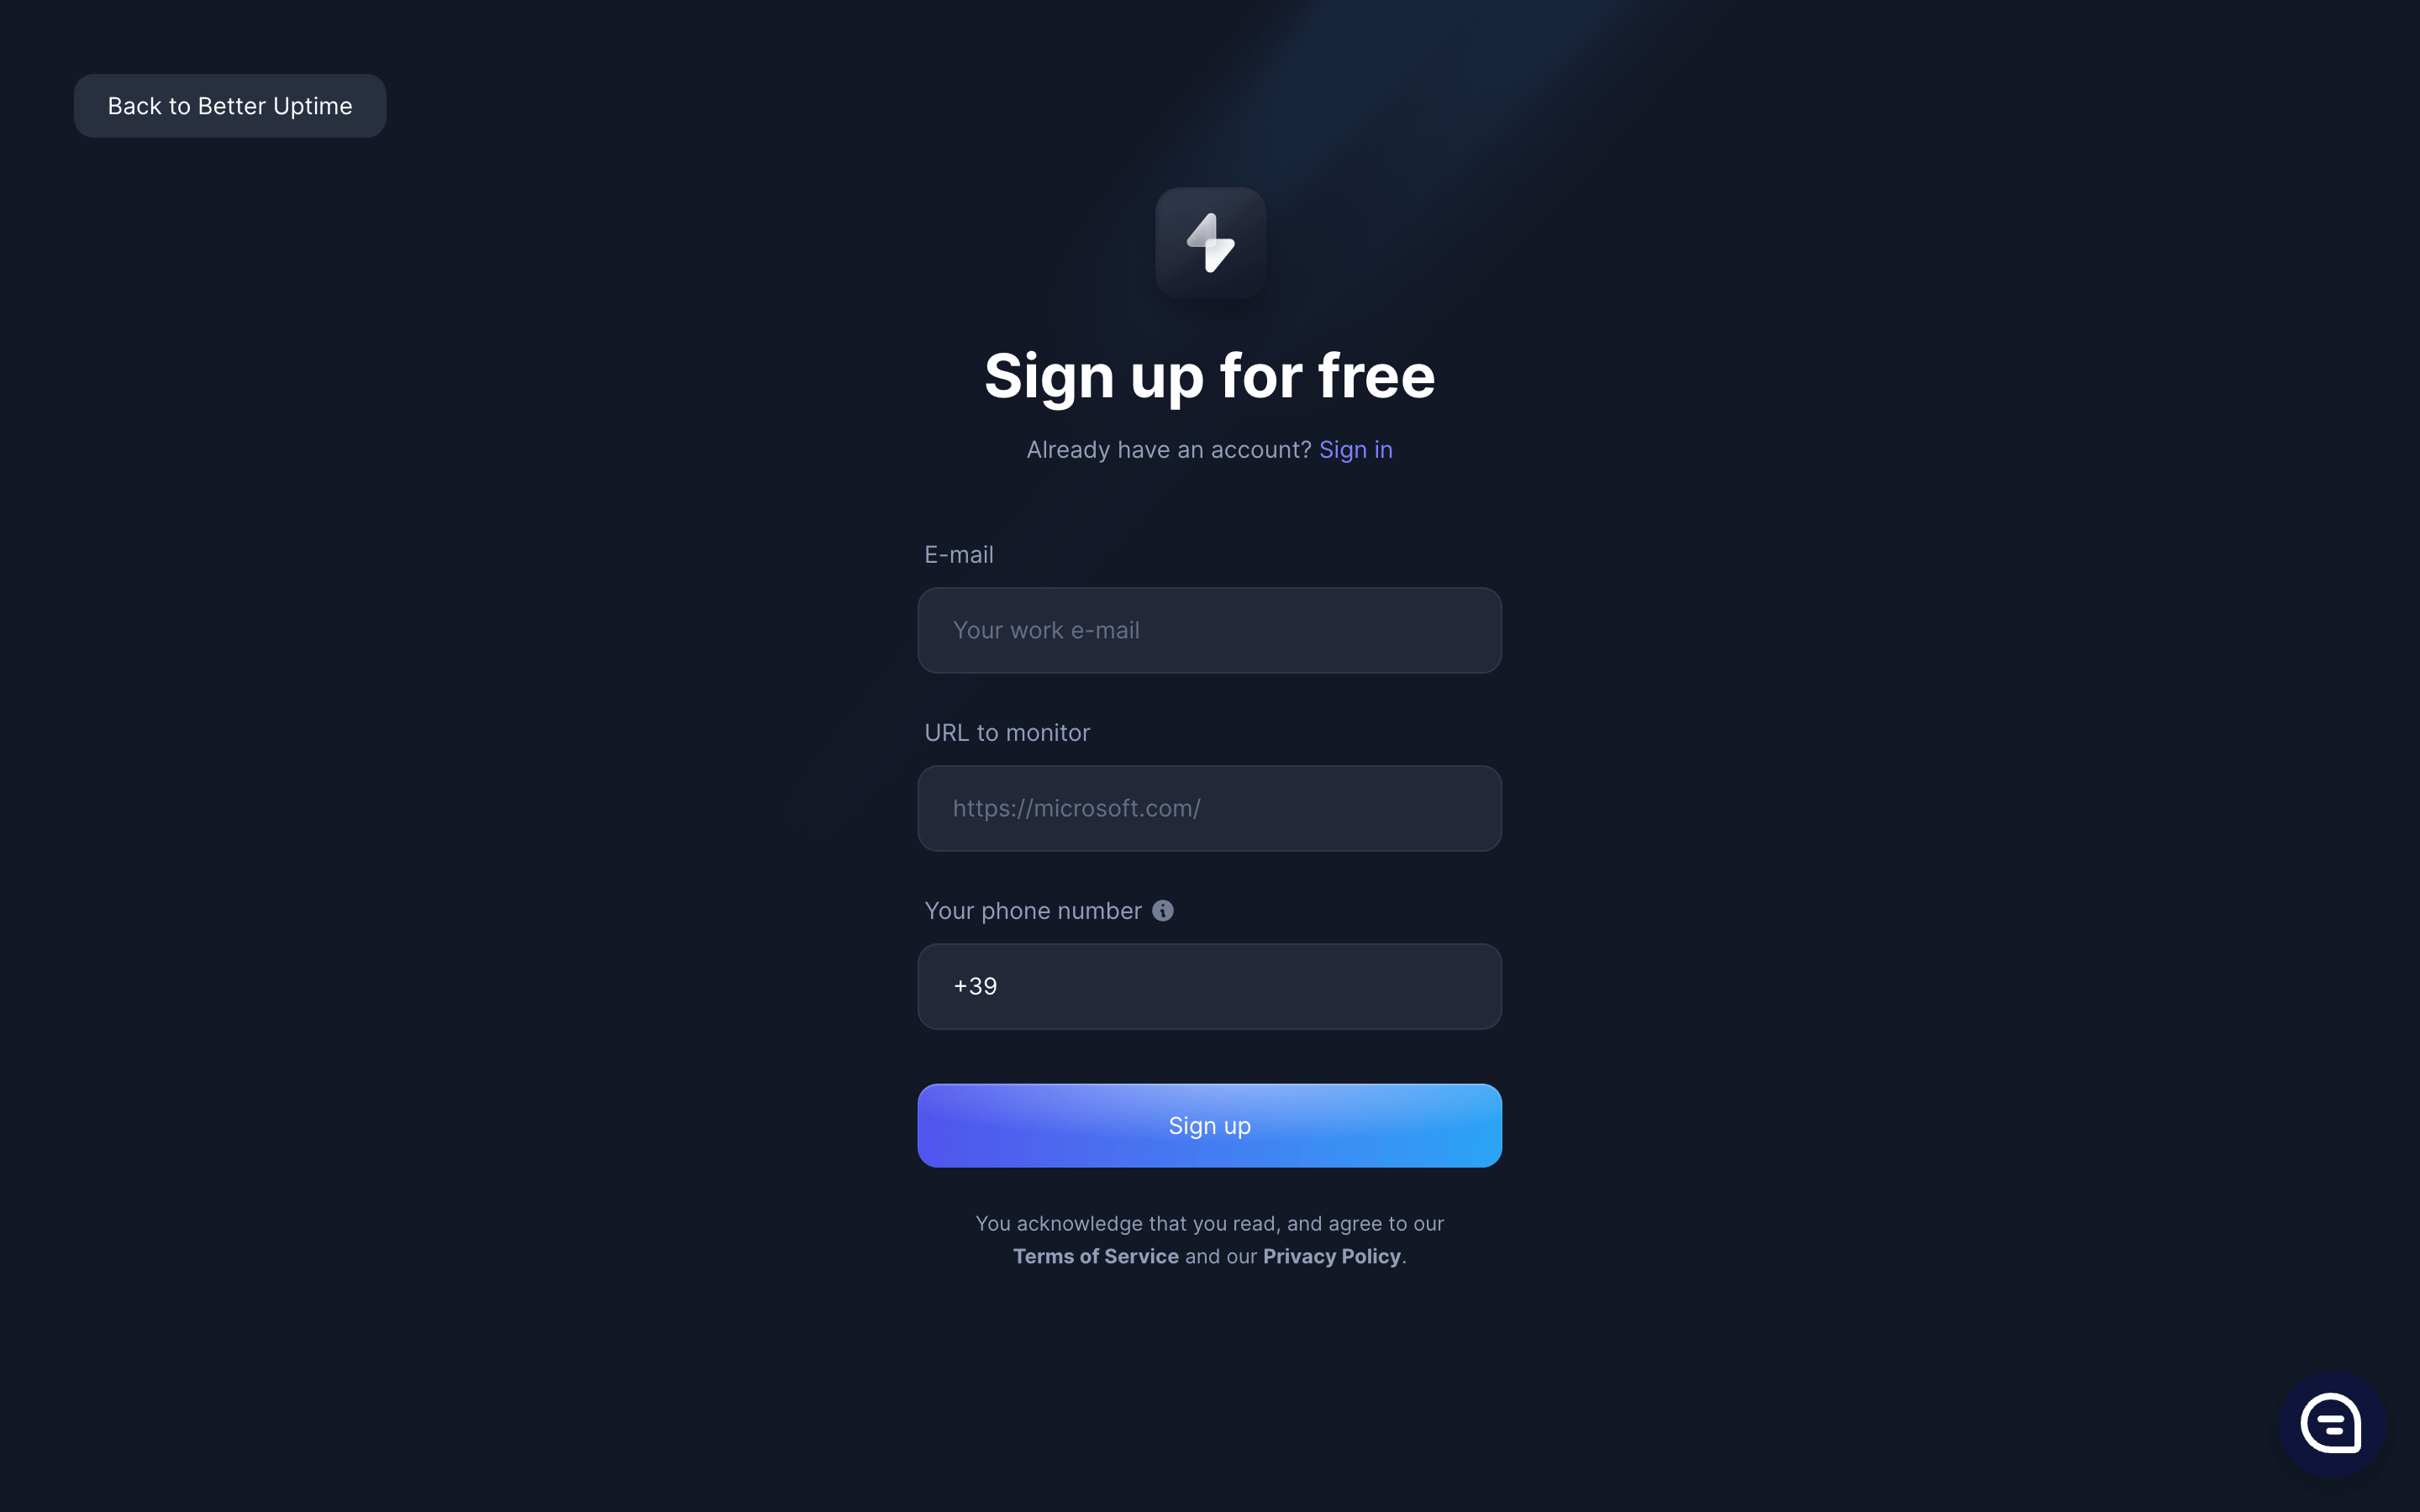 Back to Better Uptime
Sign up for free
Already have an account? Sign in
E-mail
Your work e-mail
URL to monitor
https://microsoft.com/
Your phone number
+39
Sign up
You acknowledge that you read, and agree to our
Terms of Service and our Privacy Policy.